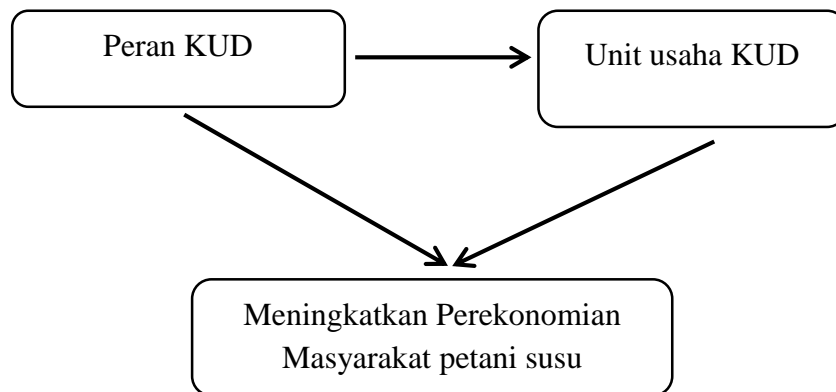 Peran KUD
Unit usaha KUD
Meningkatkan Perekonomian
Masyarakat petani susu